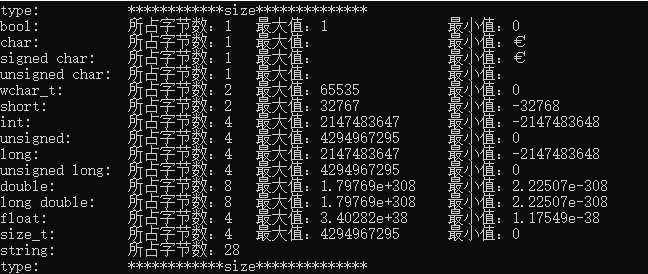 type:           ************size**************
bool:           所占字节数：1  最大值：1               最小值：0
char:           所占字节数：1  最大值：               最小值：€
signed char:    所占字节数：1  最大值：               最小值：€
unsigned char:  所占字节数：1  最大值：               最小值：
wchar_t:        所占字节数：2  最大值：65535           最小值：0
short:          所占字节数：2  最大值：32767           最小值：-32768
int:            所占字节数：4  最大值：2147483647      最小值：-2147483648
unsigned:       所占字节数：4  最大值：4294967295      最小值：0
long:           所占字节数：4  最大值：2147483647      最小值：-2147483648
unsigned long:  所占字节数：4  最大值：4294967295      最小值：0
double:         所占字节数：8  最大值：1.79769e+308    最小值：2.22507e-308
long double:    所占字节数：8  最大值：1.79769e+308    最小值：2.22507e-308
float:          所占字节数：4  最大值：3.40282e+38     最小值：1.17549e-38
size_t:         所占字节数：4  最大值：4294967295      最小值：0
string:         所占字节数：28
type:           ************size**************